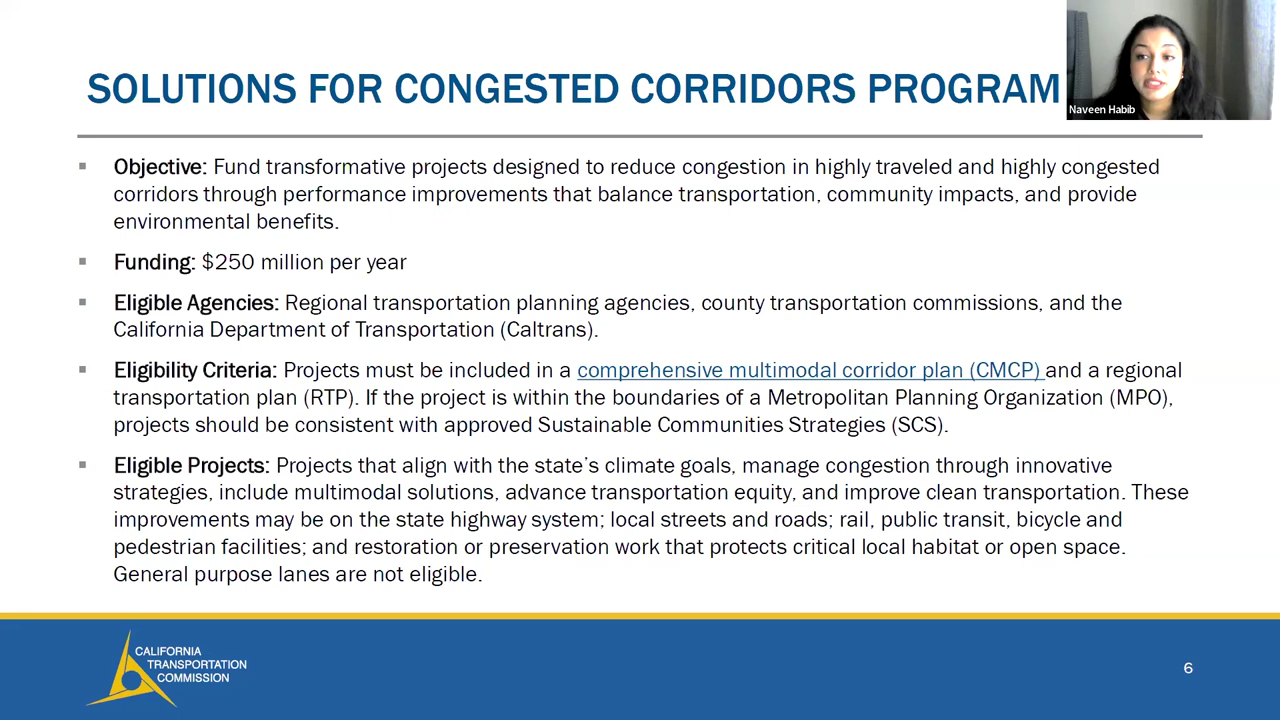 SOLUTIONS FOR CONGESTED CORRIDORS PROGRAM
Naveen Habib
▪ Objective: Fund transformative projects designed to reduce congestion in highly traveled and highly congested
corridors through performance improvements that balance transportation, community impacts, and provide
environmental benefits.
▪ Funding: $250 million per year
▪ Eligible Agencies: Regional transportation planning agencies, county transportation commissions, and the
California Department of Transportation (Caltrans).
▪ Eligibility Criteria: Projects must be included in a comprehensive multimodal corridor plan (CMCP) and a regional
transportation plan (RTP). If the project is within the boundaries of a Metropolitan Planning Organization (MPO),
projects should be consistent with approved Sustainable Communities Strategies (SCS).
▪ Eligible Projects: Projects that align with the state’s climate goals, manage congestion through innovative
strategies, include multimodal solutions, advance transportation equity, and improve clean transportation. These
improvements may be on the state highway system; local streets and roads; rail, public transit, bicycle and
pedestrian facilities; and restoration or preservation work that protects critical local habitat or open space.
General purpose lanes are not eligible.
CALIFORNIA
TRANSPORTATION
COMMISSION
6